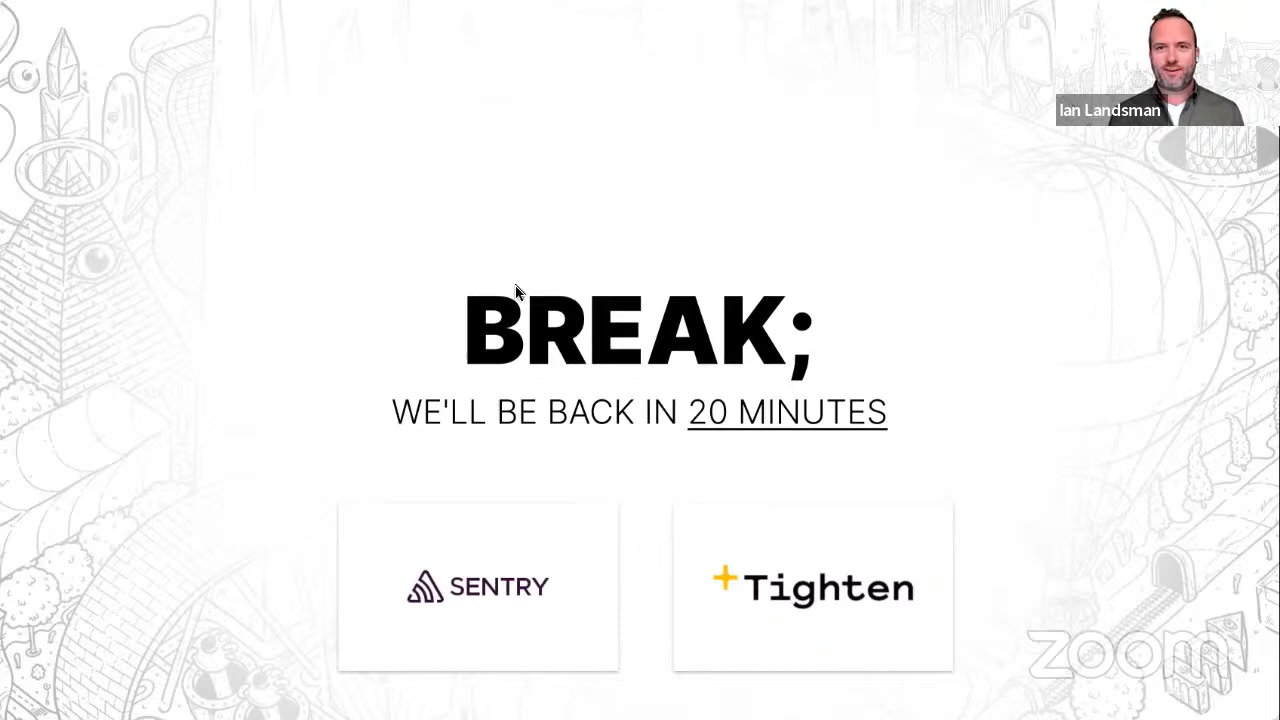 Ian Landsman
BREAK;
WE'LL BE BACK IN 20 MINUTES
SENTRY
Tighten
zoom